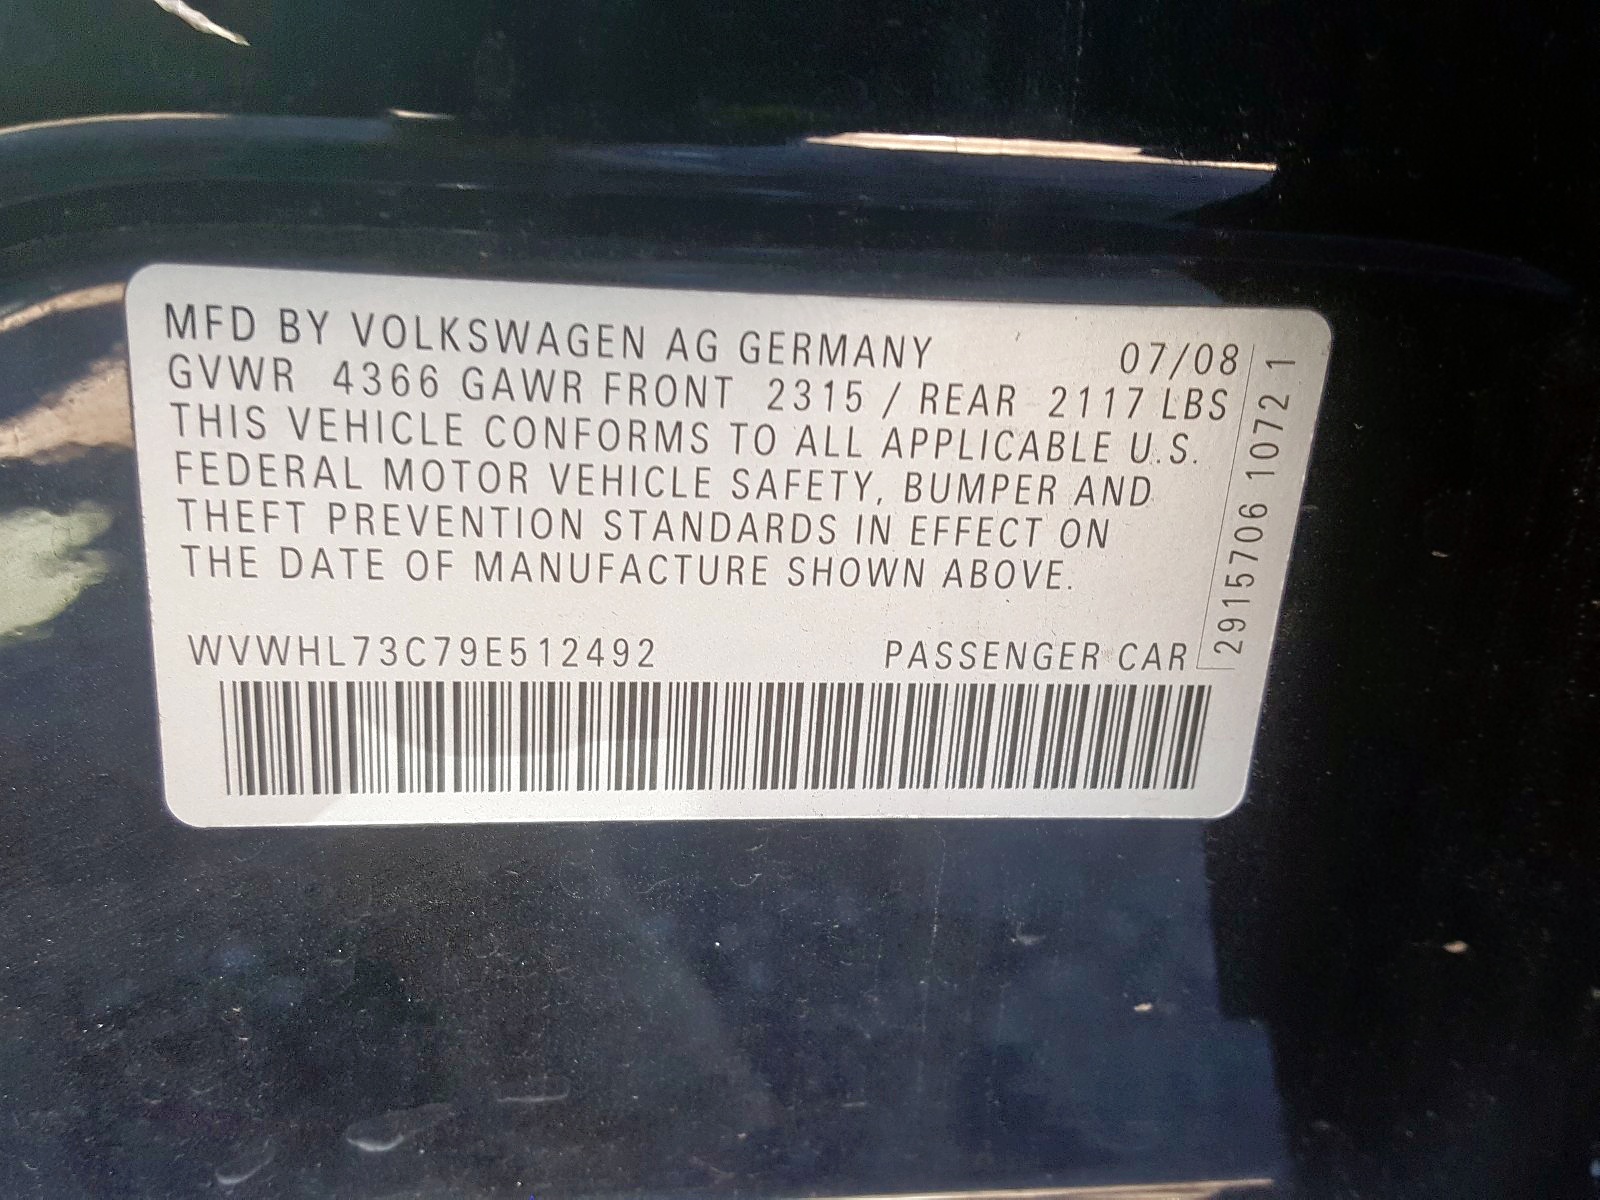 MFD BY VOLKSWAGEN AG GERMANY 07/08
GVWR 4366 GAWR FRONT 2315 / REAR 2117 LBS
THIS VEHICLE CONFORMS TO ALL APPLICABLE U.S.
FEDERAL MOTOR VEHICLE SAFETY, BUMPER AND
THEFT PREVENTION STANDARDS IN EFFECT ON
THE DATE OF MANUFACTURE SHOWN ABOVE.
WVWHL73C79E512492 PASSENGER CAR
2915706 1072 1